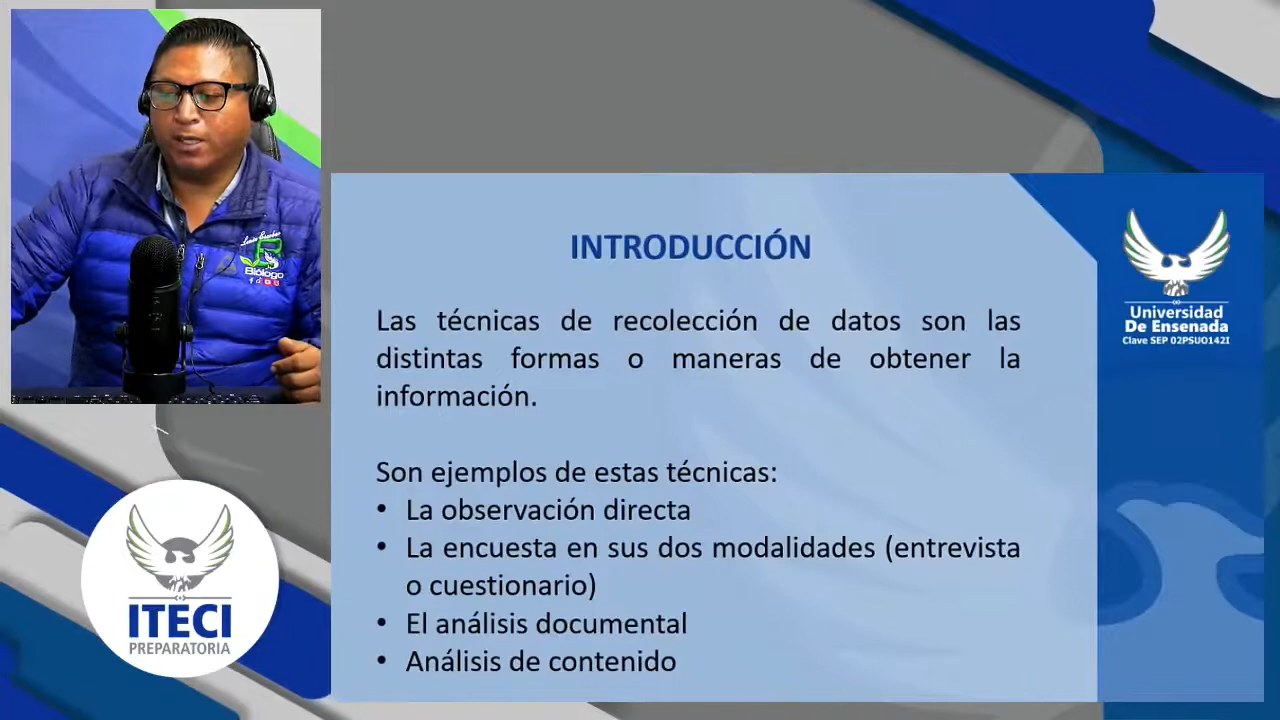 Biólogo
INTRODUCCIÓN
Las técnicas de recolección de datos son las
distintas formas o maneras de obtener la
información.
Son ejemplos de estas técnicas:
• La observación directa
• La encuesta en sus dos modalidades (entrevista
o cuestionario)
• El análisis documental
• Análisis de contenido
Universidad
De Ensenada
Clave SEP 02PSU0142I
ITECI
PREPARATORIA